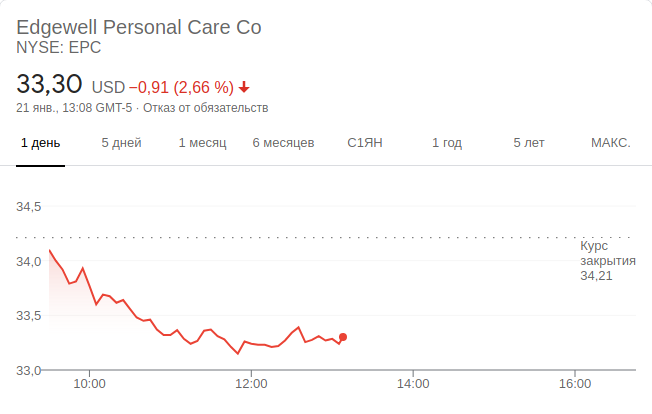 Edgewell Personal Care Co
NYSE: EPC
33,30 USD −0,91 (2,66 %)
21 янв., 13:08 GMT-5 · Отказ от обязательств
1 день 5 дней 1 месяц 6 месяцев С1ЯН 1 год 5 лет МАКС.
34,5
Курс
закрытия
34,21
34,0
33,5
33,0
10:00 12:00 14:00 16:00